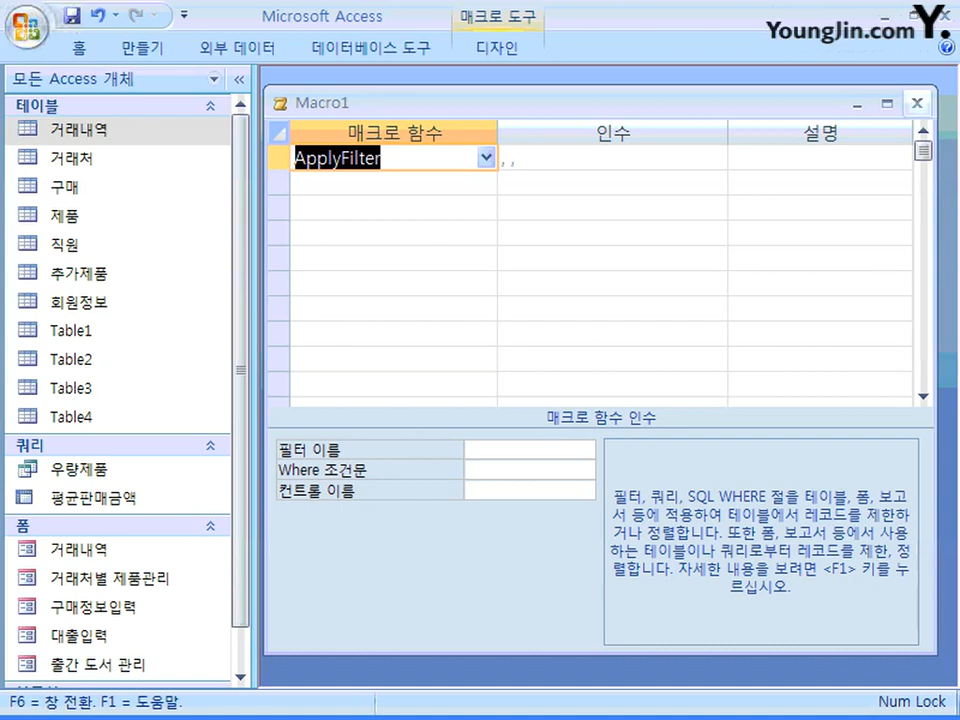 Microsoft Access
매크로 도구
YoungJin.com Y.
홈
만들기
외부 데이터
데이터베이스 도구
디자인
모든 Access 개체
테이블
거래내역
거래처
구매
제품
직원
추가제품
회원정보
Table1
Table2
Table3
Table4
쿼리
우량제품
평균판매금액
폼
거래내역
거래처별 제품관리
구매정보입력
대출입력
출간 도서 관리
Macro1
매크로 함수
인수
설명
ApplyFilter
, ,
매크로 함수 인수
필터 이름
Where 조건문
컨트롤 이름
필터, 쿼리, SQL WHERE 절을 테이블, 폼, 보고
서 등에 적용하여 테이블에서 레코드를 제한하
거나 정렬합니다. 또한 폼, 보고서 등에서 사용
하는 테이블이나 쿼리로부터 레코드를 제한, 정
렬합니다. 자세한 내용을 보려면 <F1> 키를 누
르십시오.
F6 = 창 전환. F1 = 도움말.
Num Lock